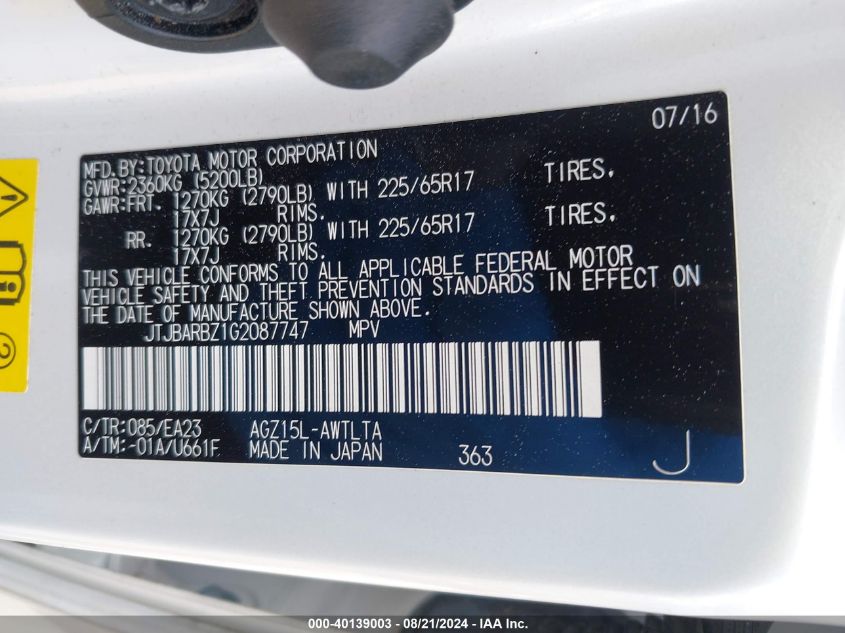 07/16
MFD.BY:TOYOTA MOTOR CORPORATION
GVWR:2360KG (5200LB)
GAWR:FRT. 1270KG (2790LB) WITH 225/65R17 TIRES.
17X7J RIMS.
RR. 1270KG (2790LB) WITH 225/65R17 TIRES.
17X7J RIMS.
THIS VEHICLE CONFORMS TO ALL APPLICABLE FEDERAL MOTOR
VEHICLE SAFETY AND THEFT PREVENTION STANDARDS IN EFFECT ON
THE DATE OF MANUFACTURE SHOWN ABOVE.
JTJBARBZ1G2087747 MPV
C/TR:085/EA23 AGZ15L-AWTLTA
A/TM:-01A/U661F MADE IN JAPAN 363 J
2
000-40139003 - 08/21/2024 - IAA Inc.